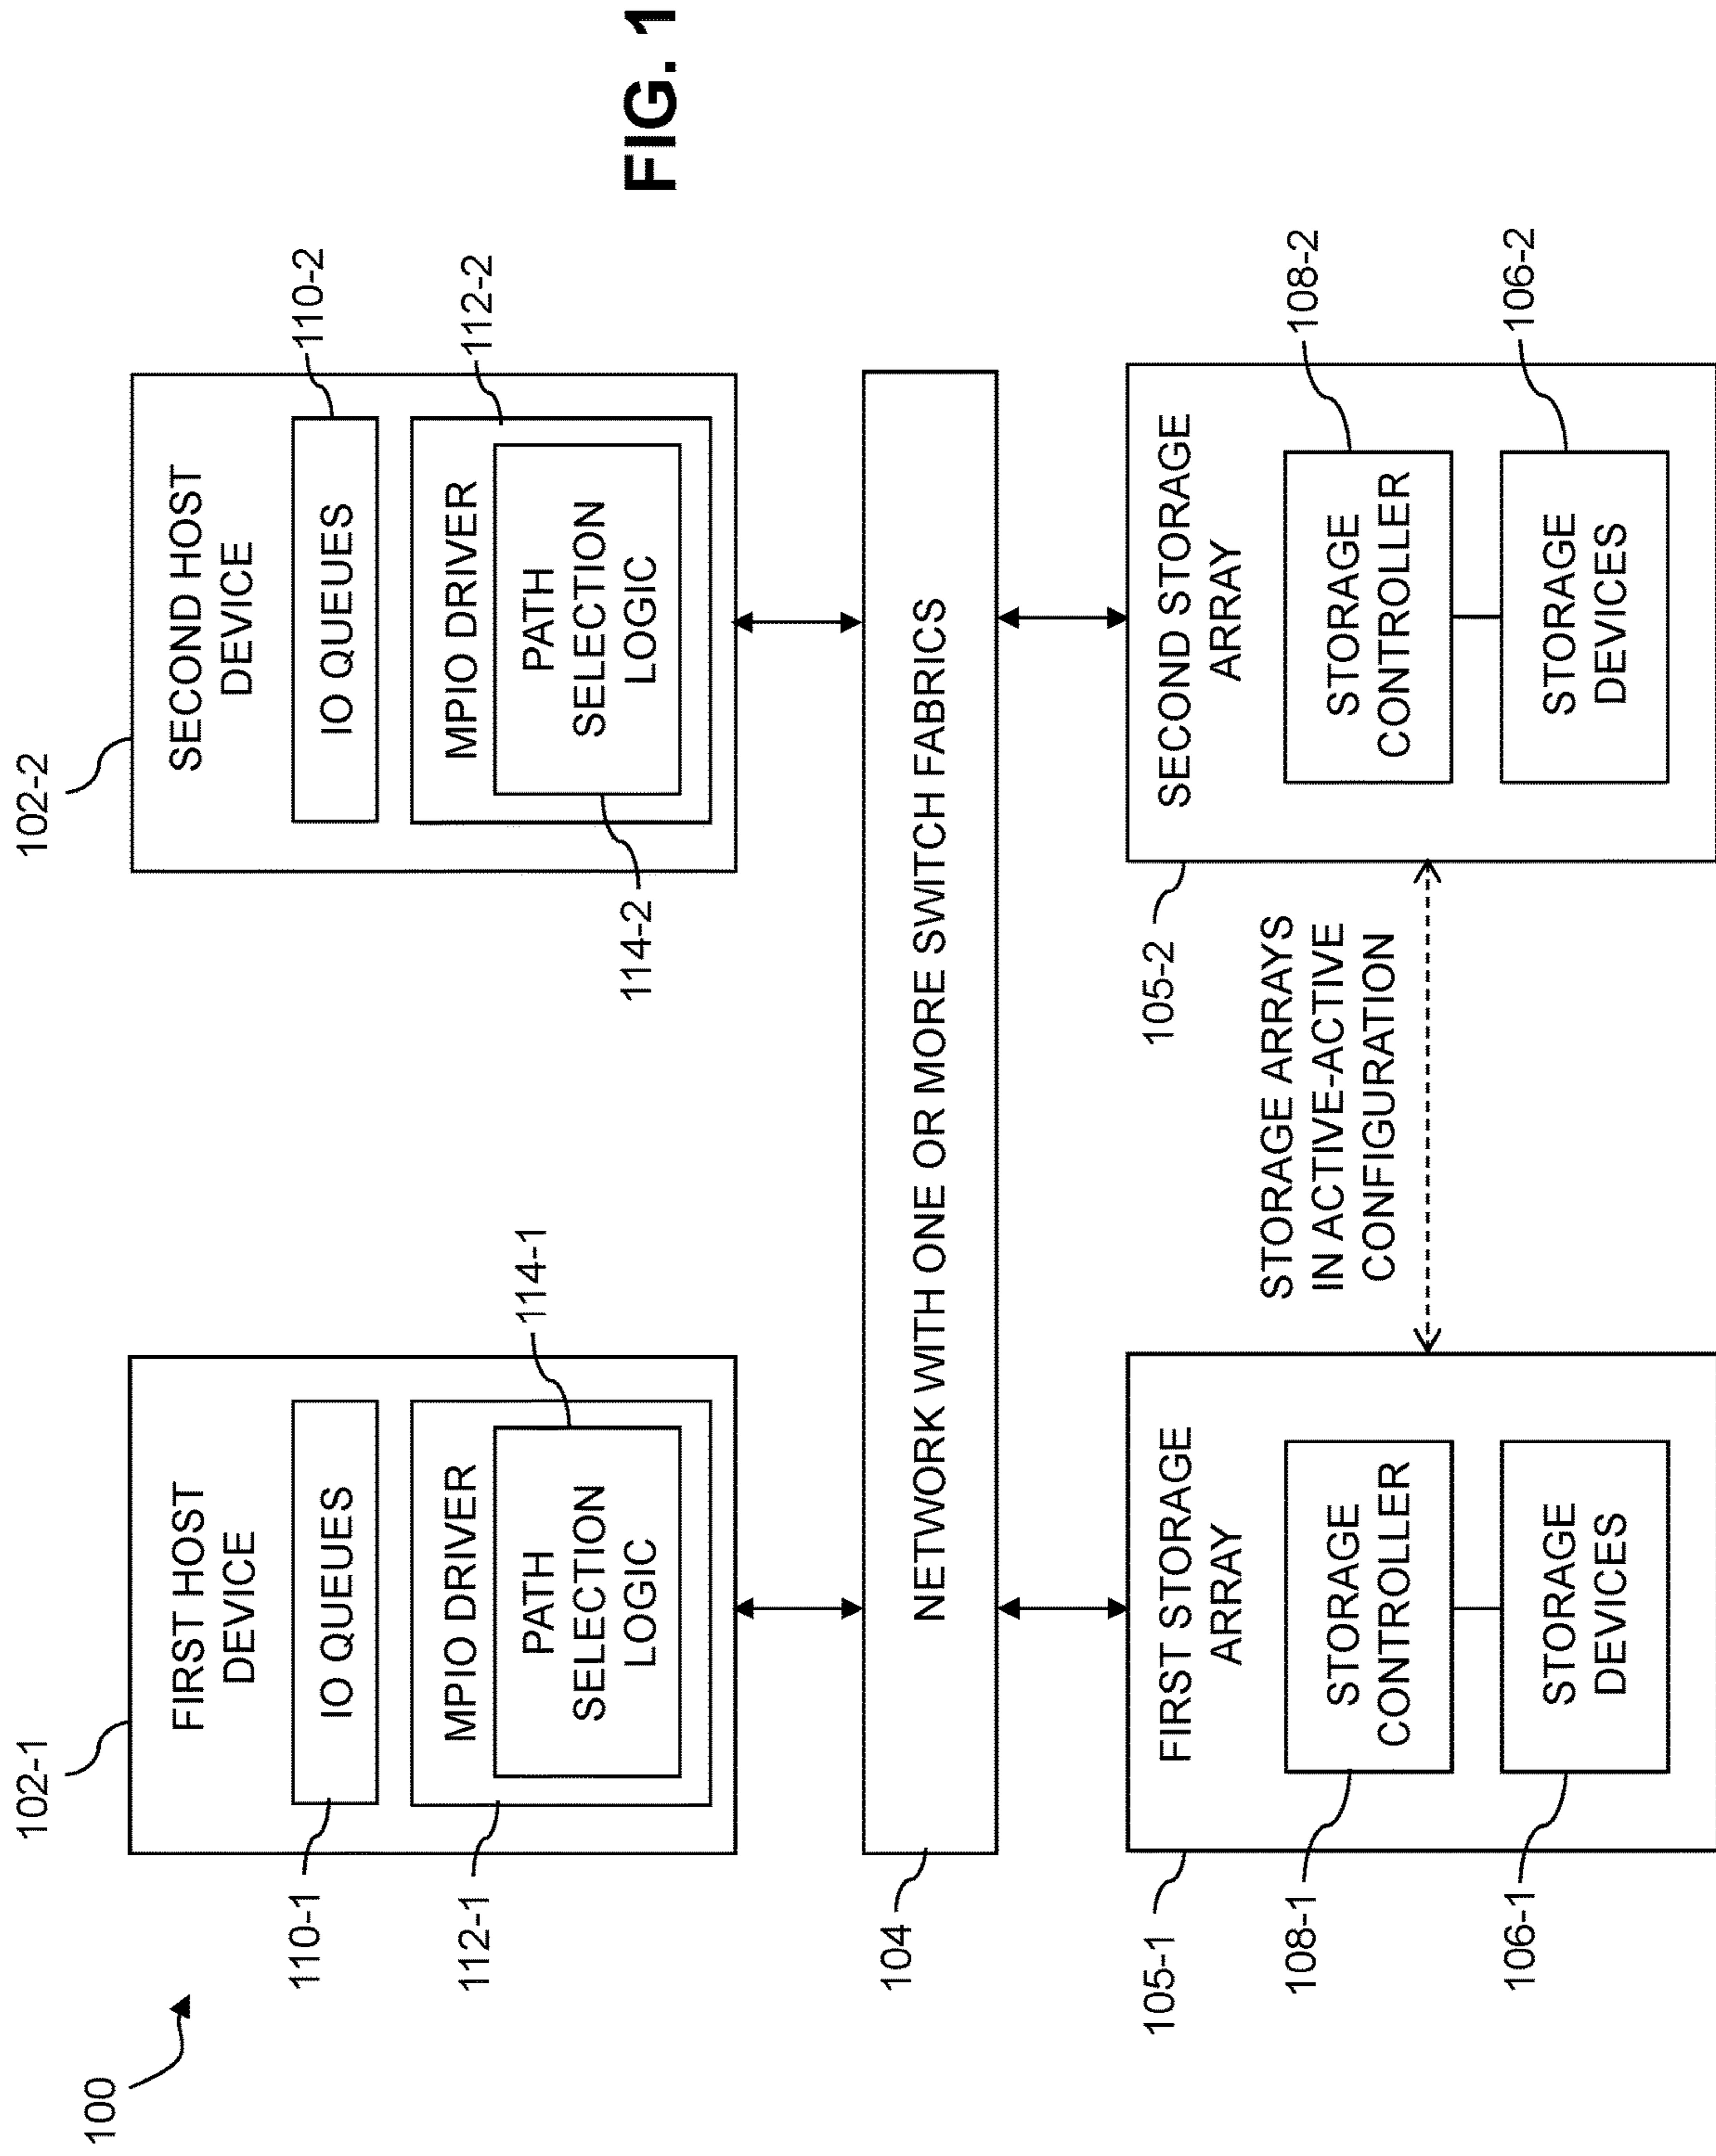 100
102-1
FIRST HOST
DEVICE
110-1
IO QUEUES
112-1
MPIO DRIVER
114-1
PATH
SELECTION
LOGIC
102-2
SECOND HOST
DEVICE
110-2
IO QUEUES
112-2
MPIO DRIVER
114-2
PATH
SELECTION
LOGIC
104
NETWORK WITH ONE OR MORE SWITCH FABRICS
105-1
FIRST STORAGE
ARRAY
108-1
STORAGE
CONTROLLER
106-1
STORAGE
DEVICES
STORAGE ARRAYS
IN ACTIVE-ACTIVE
CONFIGURATION
105-2
SECOND STORAGE
ARRAY
108-2
STORAGE
CONTROLLER
106-2
STORAGE
DEVICES
FIG. 1